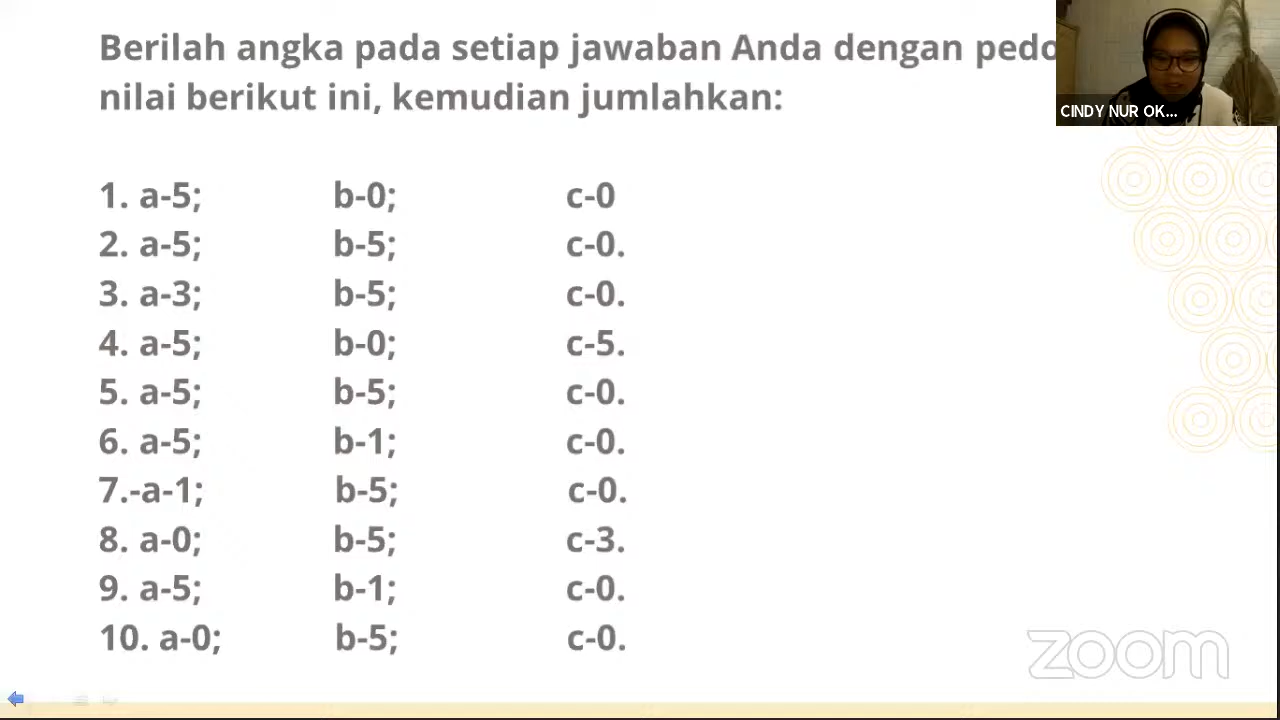 Berilah angka pada setiap jawaban Anda dengan
nilai berikut ini, kemudian jumlahkan:
CINDY NUR OK...
1. a-5; b-0; c-0
2. a-5; b-5; c-0.
3. a-3; b-5; c-0.
4. a-5; b-0; c-5.
5. a-5; b-5; c-0.
6. a-5; b-1; c-0.
7.-a-1; b-5; c-0.
8. a-0; b-5; c-3.
9. a-5; b-1; c-0.
10. a-0; b-5; c-0.
zoom